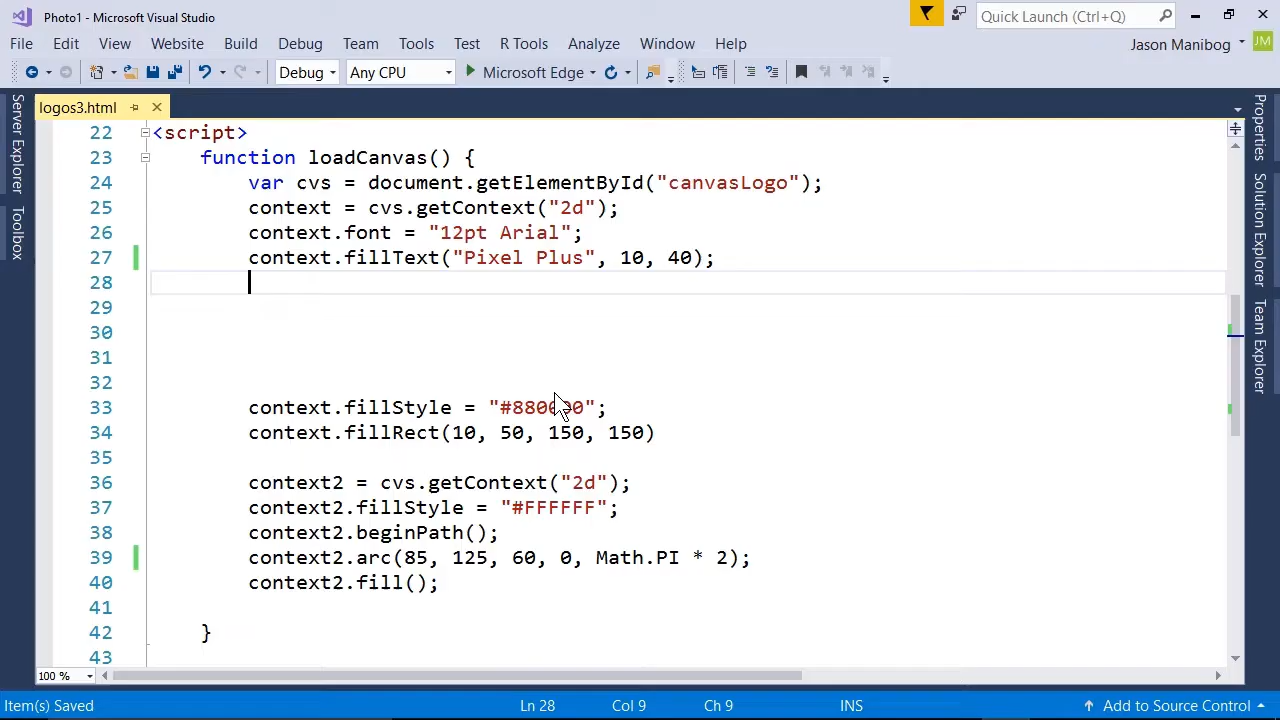 Photo1 - Microsoft Visual Studio
Quick Launch (Ctrl+Q)
File Edit View Website Build Debug Team Tools Test R Tools Analyze Window Help
Jason Manibog JM
Debug Any CPU Microsoft Edge
logos3.html
Server Explorer
Toolbox
Properties
Solution Explorer
Team Explorer
22 <script>
23 function loadCanvas() {
24 var cvs = document.getElementById("canvasLogo");
25 context = cvs.getContext("2d");
26 context.font = "12pt Arial";
27 context.fillText("Pixel Plus", 10, 40);
28
29
30
31
32
33 context.fillStyle = "#880000";
34 context.fillRect(10, 50, 150, 150)
35
36 context2 = cvs.getContext("2d");
37 context2.fillStyle = "#FFFFFF";
38 context2.beginPath();
39 context2.arc(85, 125, 60, 0, Math.PI * 2);
40 context2.fill();
41
42 }
43
100 %
Item(s) Saved Ln 28 Col 9 Ch 9 INS Add to Source Control